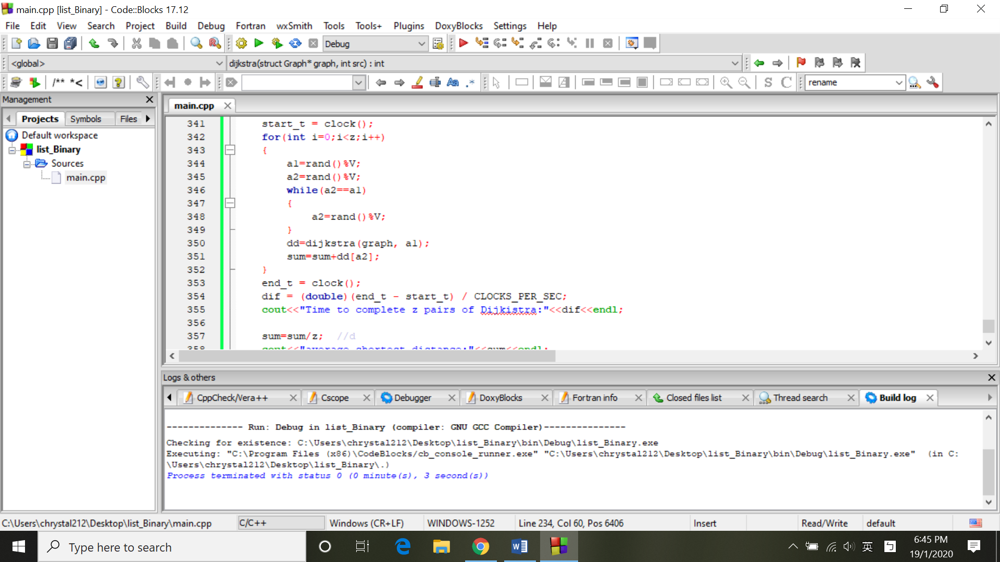 main.cpp [list_Binary] - Code::Blocks 17.12
File Edit View Search Project Build Debug Fortran wxSmith Tools Tools+ Plugins DoxyBlocks Settings Help
Debug
<global> dijkstra(struct Graph* graph, int src) : int
/** *< Aa .* S C rename
Management
main.cpp
Projects Symbols Files
Default workspace
list_Binary
Sources
main.cpp
341 start_t = clock();
342 for(int i=0;i<z;i++)
343 {
344 a1=rand()%V;
345 a2=rand()%V;
346 while(a2==a1)
347 {
348 a2=rand()%V;
349 }
350 dd=dijkstra(graph, a1);
351 sum=sum+dd[a2];
352 }
353 end_t = clock();
354 dif = (double)(end_t - start_t) / CLOCKS_PER_SEC;
355 cout<<"Time to complete z pairs of Dijkistra:"<<dif<<endl;
356
357 sum=sum/z; //d
358 cout<<"average shortest distance:"<<sum<<endl;
Logs & others
CppCheck/Vera++ Cscope Debugger DoxyBlocks Fortran info Closed files list Thread search Build log
-------------- Run: Debug in list_Binary (compiler: GNU GCC Compiler)---------------
Checking for existence: C:\Users\chrystal212\Desktop\list_Binary\bin\Debug\list_Binary.exe
Executing: "C:\Program Files (x86)\CodeBlocks/cb_console_runner.exe" "C:\Users\chrystal212\Desktop\list_Binary\bin\Debug\list_Binary.exe" (in C:
\Users\chrystal212\Desktop\list_Binary\.)
Process terminated with status 0 (0 minute(s), 3 second(s))
C:\Users\chrystal212\Desktop\list_Binary\main.cpp C/C++ Windows (CR+LF) WINDOWS-1252 Line 234, Col 60, Pos 6406 Insert Read/Write default
Type here to search
英 ㄅ
6:45 PM
19/1/2020